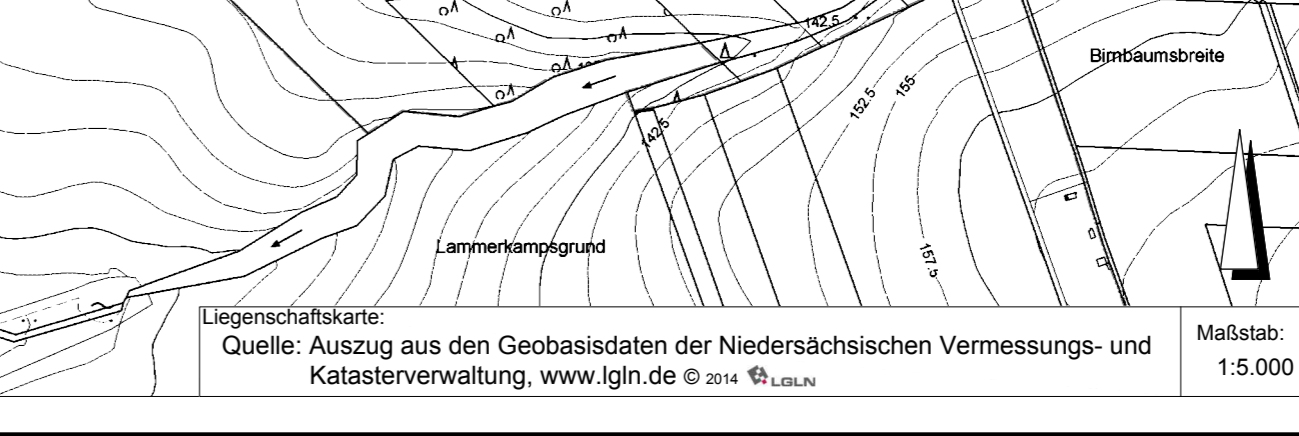 142.5
Birnbaumsbreite
155
152.5
142.5
Lammerkampsgrund
157.5
Liegenschaftskarte:
Quelle: Auszug aus den Geobasisdaten der Niedersächsischen Vermessungs- und
Katasterverwaltung, www.lgln.de © 2014 LGLN
Maßstab:
1:5.000